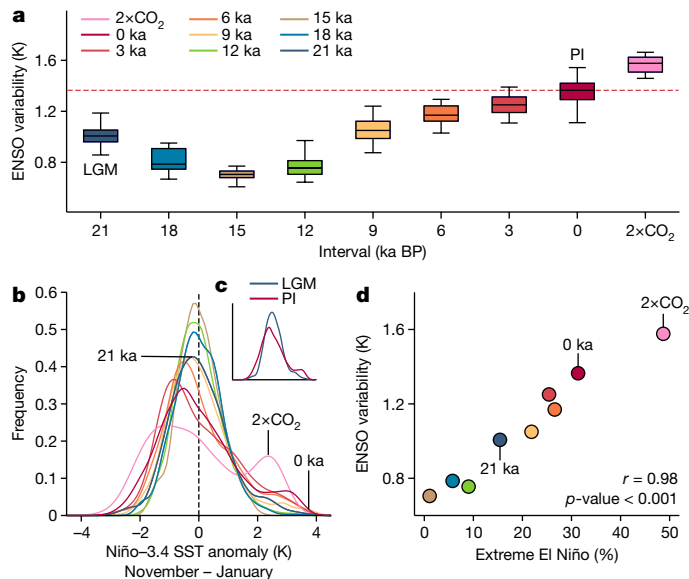 a
2×CO₂
0 ka
3 ka
6 ka
9 ka
12 ka
15 ka
18 ka
21 ka
ENSO variability (K)
1.6
1.2
0.8
LGM
PI
21
18
15
12
9
6
3
0
2×CO₂
Interval (ka BP)
b
Frequency
0.6
0.5
0.4
0.3
0.2
0.1
0
21 ka
2×CO₂
0 ka
−4
−2
0
2
4
Niño–3.4 SST anomaly (K)
November – January
c
LGM
PI
d
ENSO variability (K)
1.6
1.2
0.8
2×CO₂
0 ka
21 ka
r = 0.98
p-value < 0.001
0
10
20
30
40
50
Extreme El Niño (%)